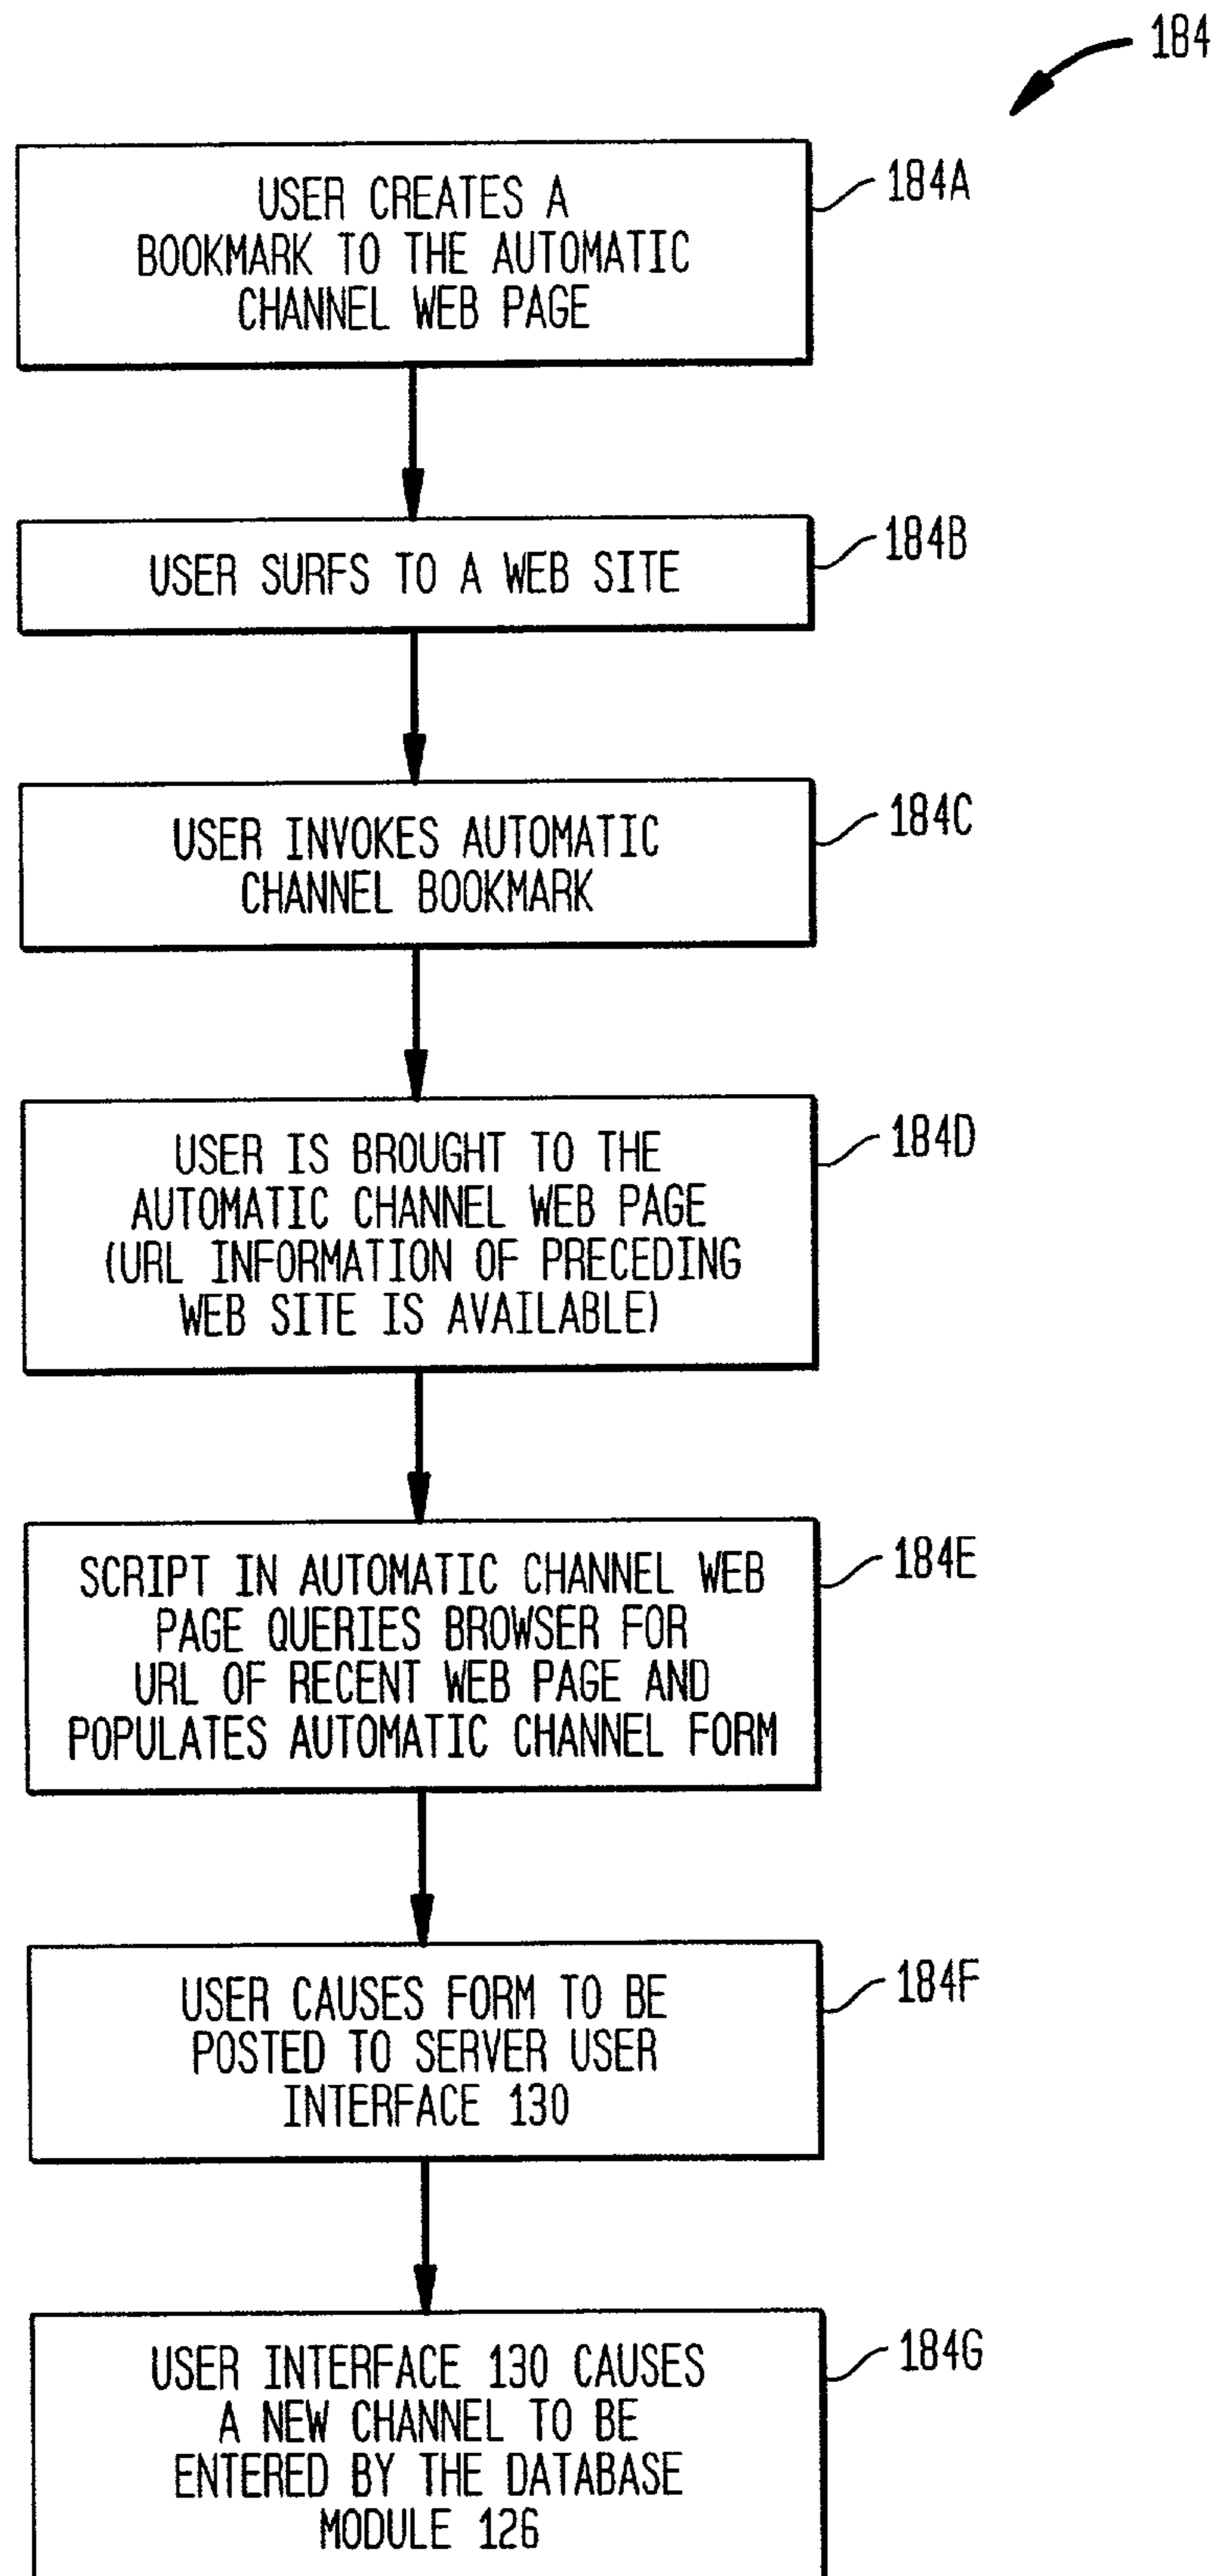 184
USER CREATES A
BOOKMARK TO THE AUTOMATIC
CHANNEL WEB PAGE
184A
USER SURFS TO A WEB SITE
184B
USER INVOKES AUTOMATIC
CHANNEL BOOKMARK
184C
USER IS BROUGHT TO THE
AUTOMATIC CHANNEL WEB PAGE
(URL INFORMATION OF PRECEDING
WEB SITE IS AVAILABLE)
184D
SCRIPT IN AUTOMATIC CHANNEL WEB
PAGE QUERIES BROWSER FOR
URL OF RECENT WEB PAGE AND
POPULATES AUTOMATIC CHANNEL FORM
184E
USER CAUSES FORM TO BE
POSTED TO SERVER USER
INTERFACE 130
184F
USER INTERFACE 130 CAUSES
A NEW CHANNEL TO BE
ENTERED BY THE DATABASE
MODULE 126
184G